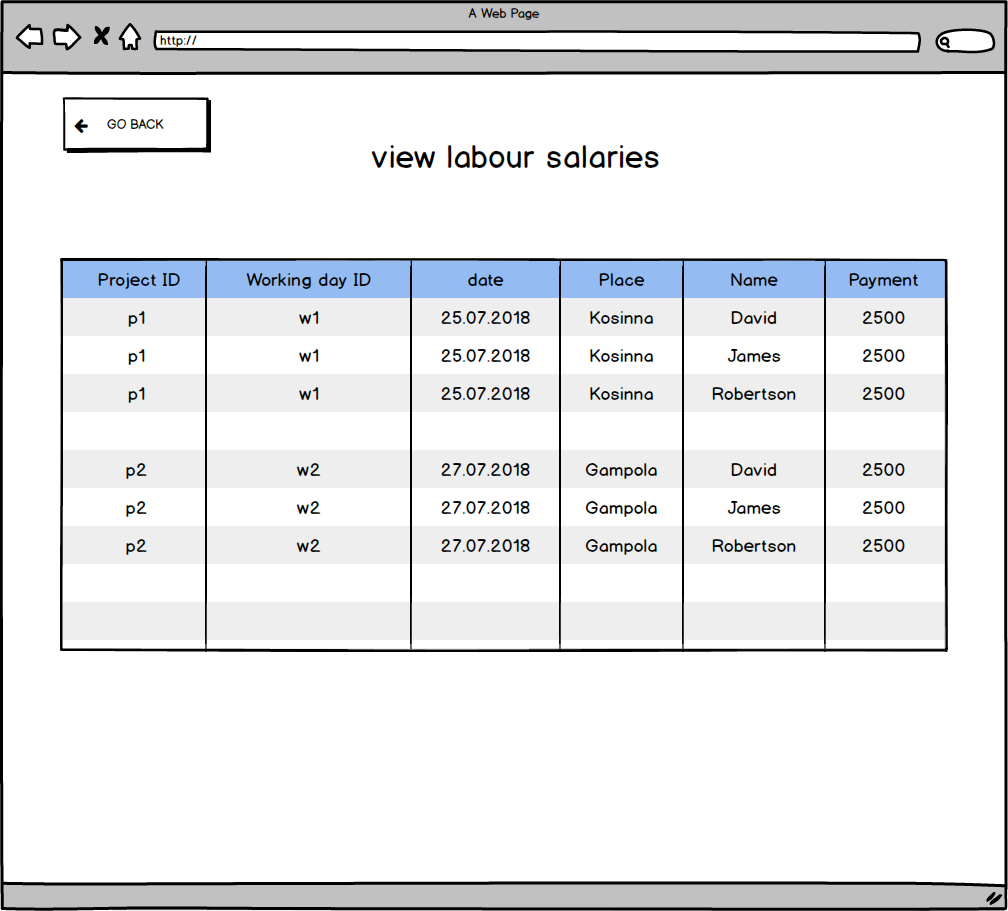 A Web Page
http://
GO BACK
view labour salaries
Project ID Working day ID date Place Name Payment
p1 w1 25.07.2018 Kosinna David 2500
p1 w1 25.07.2018 Kosinna James 2500
p1 w1 25.07.2018 Kosinna Robertson 2500
p2 w2 27.07.2018 Gampola David 2500
p2 w2 27.07.2018 Gampola James 2500
p2 w2 27.07.2018 Gampola Robertson 2500